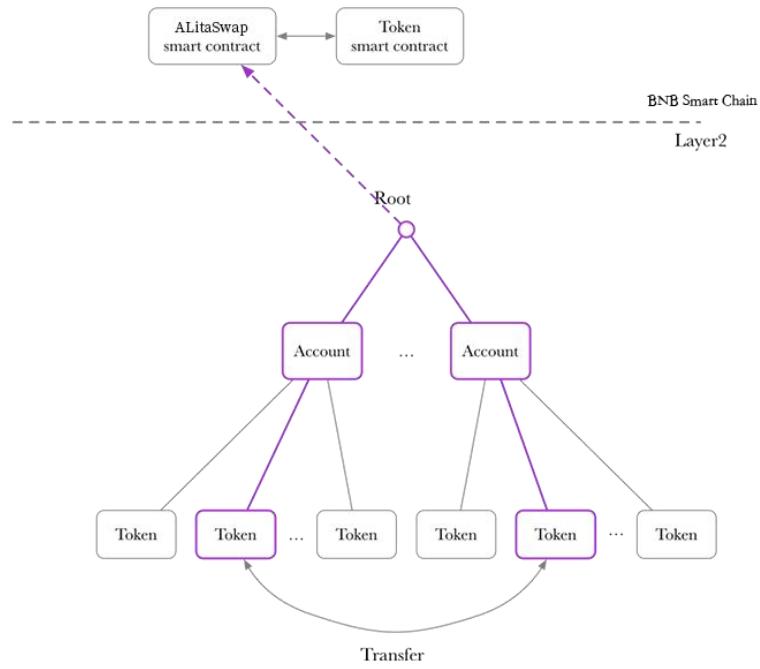 ALitaSwap
smart contract
Token
smart contract
BNB Smart Chain
Layer2
Root
Account
...
Account
Token
Token
...
Token
Token
Token
...
Token
Transfer